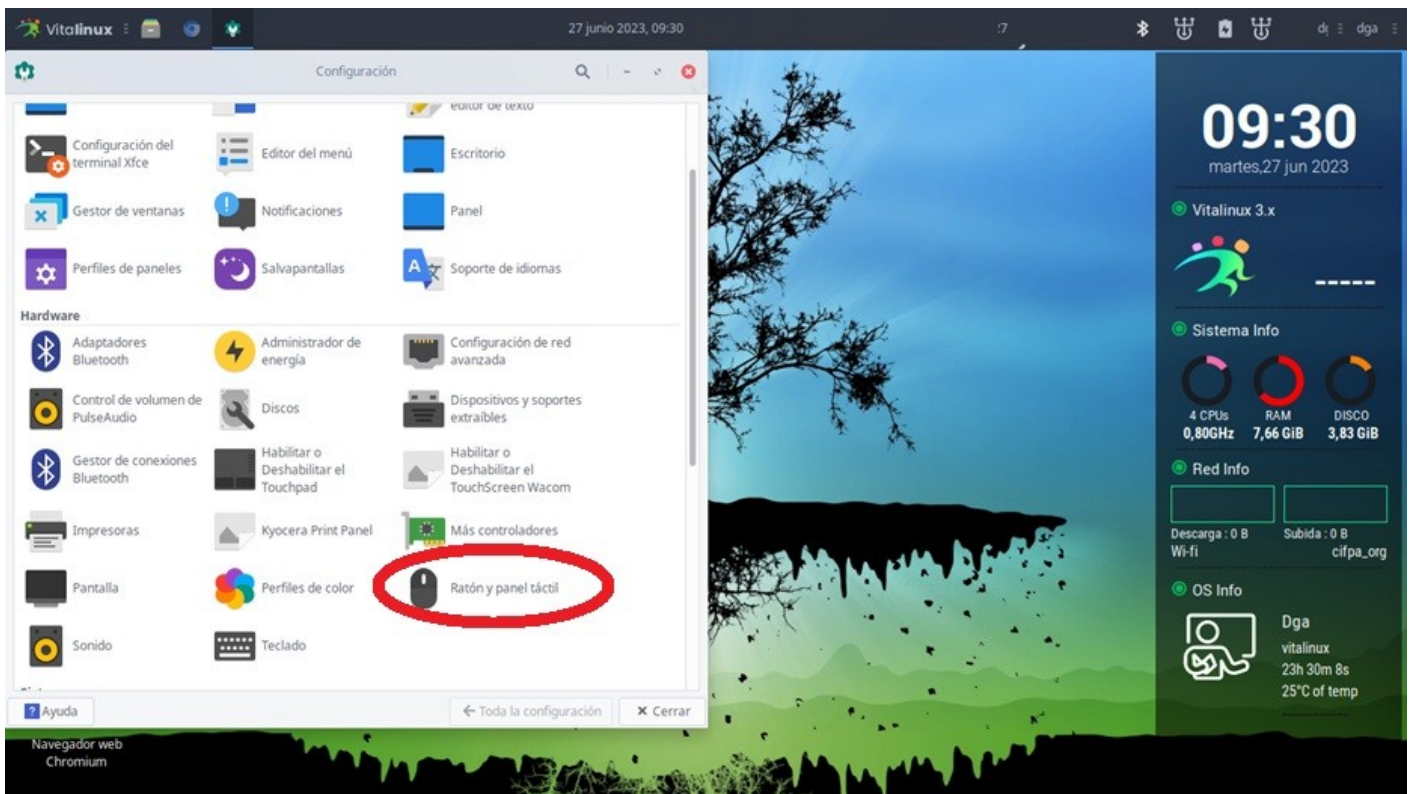 Vitalinux
27 junio 2023, 09:30
dga
Configuración
editor de texto
Configuración del
terminal Xfce
Editor del menú
Escritorio
Gestor de ventanas
Notificaciones
Panel
Perfiles de paneles
Salvapantallas
Soporte de idiomas
Hardware
Adaptadores
Bluetooth
Administrador de
energía
Configuración de red
avanzada
Control de volumen de
PulseAudio
Discos
Dispositivos y soportes
extraíbles
Gestor de conexiones
Bluetooth
Habilitar o
Deshabilitar el
Touchpad
Habilitar o
Deshabilitar el
TouchScreen Wacom
Impresoras
Kyocera Print Panel
Más controladores
Pantalla
Perfiles de color
Ratón y panel táctil
Sonido
Teclado
Ayuda
Toda la configuración
Cerrar
Navegador web
Chromium
09:30
martes,27 jun 2023
Vitalinux 3.x
-----
Sistema Info
4 CPUs
0,80GHz
RAM
7,66 GiB
DISCO
3,83 GiB
Red Info
Descarga : 0 B
Subida : 0 B
Wi-fi
cifpa_org
OS Info
Dga
vitalinux
23h 30m 8s
25°C of temp